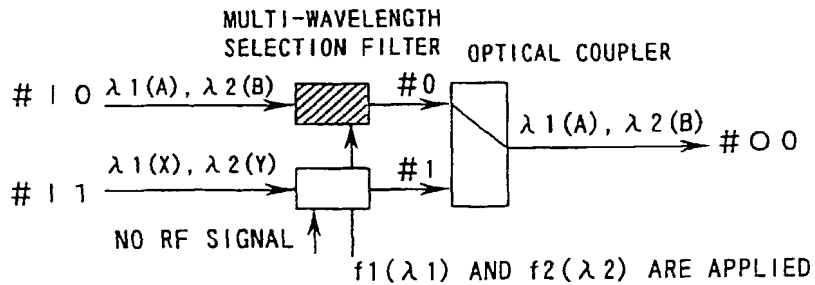 MULTI-WAVELENGTH
SELECTION FILTER
OPTICAL COUPLER
#10
λ1(A), λ2(B)
#0
λ1(A), λ2(B)
#00
#11
λ1(X), λ2(Y)
#1
NO RF SIGNAL
f1(λ1) AND f2(λ2) ARE APPLIED